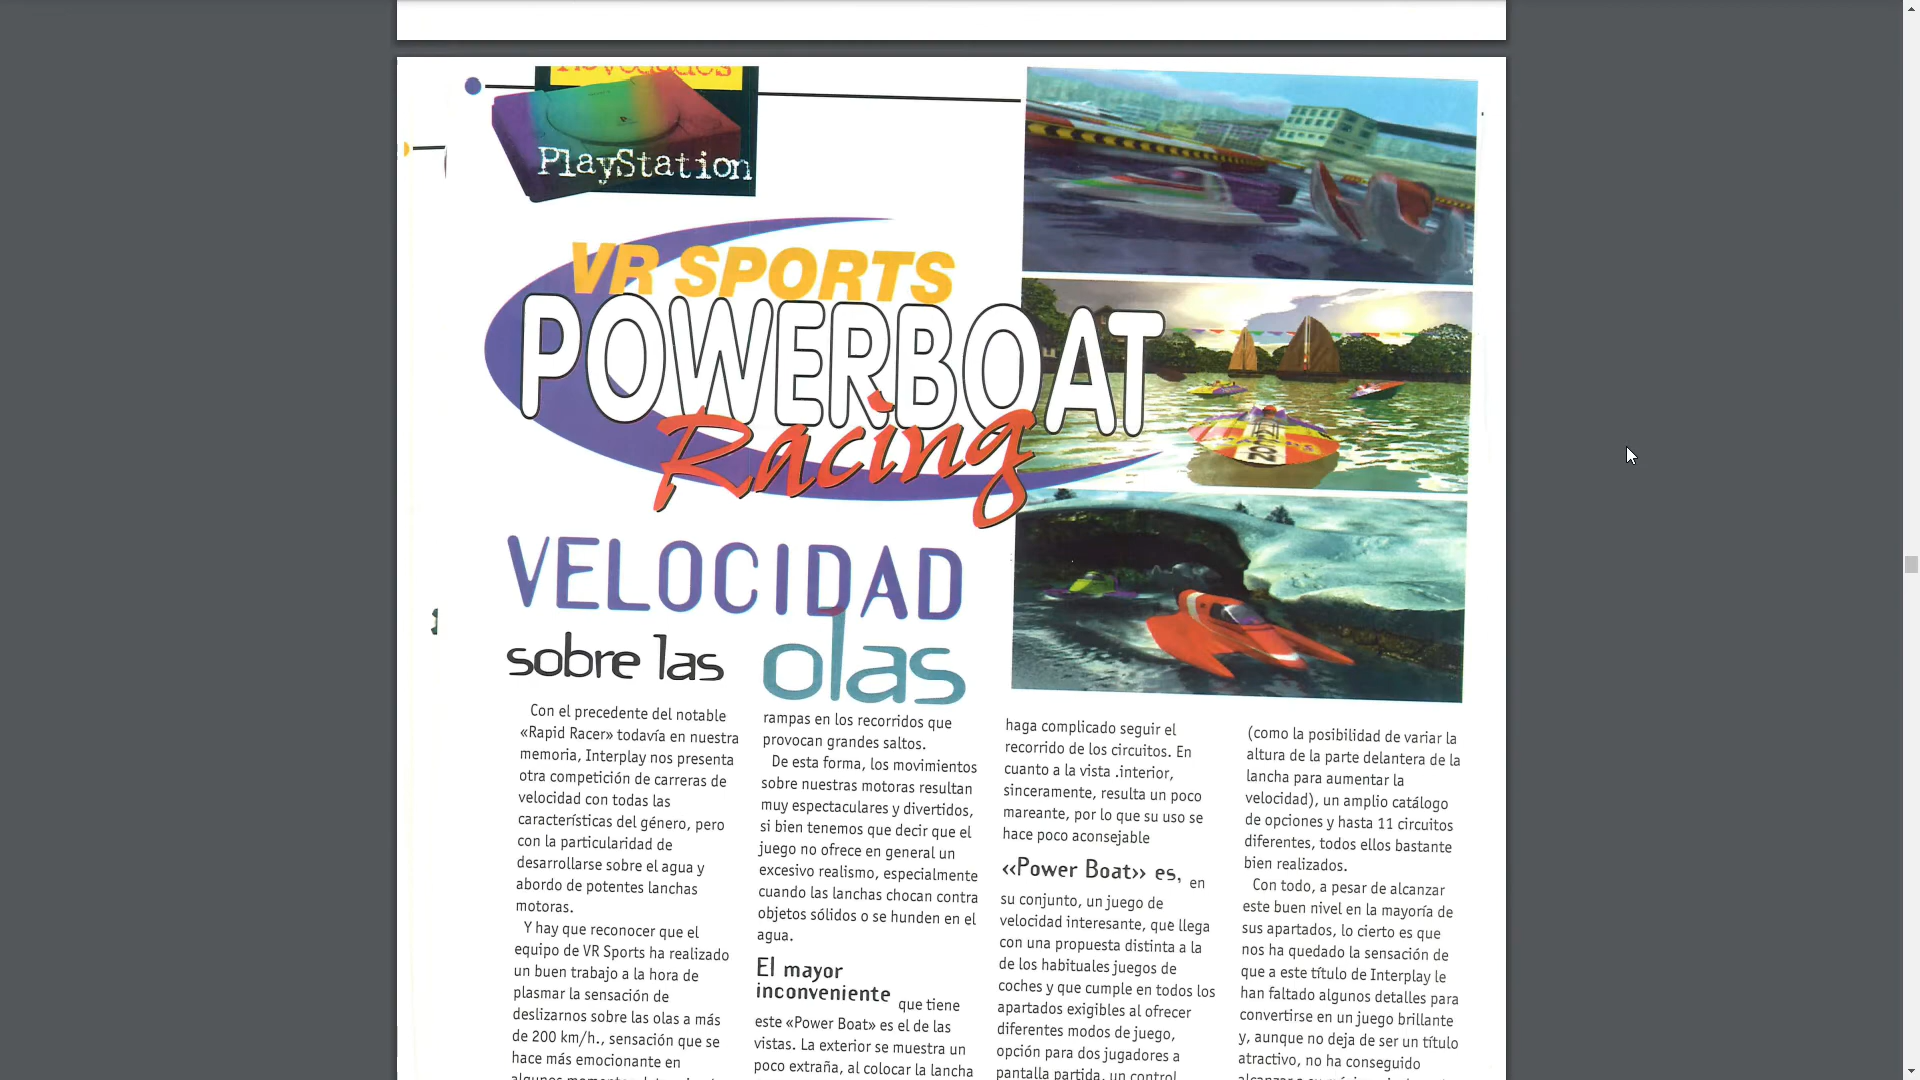 PlayStation
VR SPORTS
POWERBOAT
Racing
VELOCIDAD
sobre las olas
Con el precedente del notable
«Rapid Racer» todavía en nuestra
memoria, Interplay nos presenta
otra competición de carreras de
velocidad con todas las
características del género, pero
con la particularidad de
desarrollarse sobre el agua y
abordo de potentes lanchas
motoras.
Y hay que reconocer que el
equipo de VR Sports ha realizado
un buen trabajo a la hora de
plasmar la sensación de
deslizarnos sobre las olas a más
de 200 km/h., sensación que se
hace más emocionante en
rampas en los recorridos que
provocan grandes saltos.
De esta forma, los movimientos
sobre nuestras motoras resultan
muy espectaculares y divertidos,
si bien tenemos que decir que el
juego no ofrece en general un
excesivo realismo, especialmente
cuando las lanchas chocan contra
objetos sólidos o se hunden en el
agua.
El mayor
inconveniente que tiene
este «Power Boat» es el de las
vistas. La exterior se muestra un
poco extraña, al colocar la lancha
haga complicado seguir el
recorrido de los circuitos. En
cuanto a la vista .interior,
sinceramente, resulta un poco
mareante, por lo que su uso se
hace poco aconsejable
«Power Boat» es, en
su conjunto, un juego de
velocidad interesante, que llega
con una propuesta distinta a la
de los habituales juegos de
coches y que cumple en todos los
apartados exigibles al ofrecer
diferentes modos de juego,
opción para dos jugadores a
pantalla partida, un control
(como la posibilidad de variar la
altura de la parte delantera de la
lancha para aumentar la
velocidad), un amplio catálogo
de opciones y hasta 11 circuitos
diferentes, todos ellos bastante
bien realizados.
Con todo, a pesar de alcanzar
este buen nivel en la mayoría de
sus apartados, lo cierto es que
nos ha quedado la sensación de
que a este título de Interplay le
han faltado algunos detalles para
convertirse en un juego brillante
y, aunque no deja de ser un título
atractivo, no ha conseguido